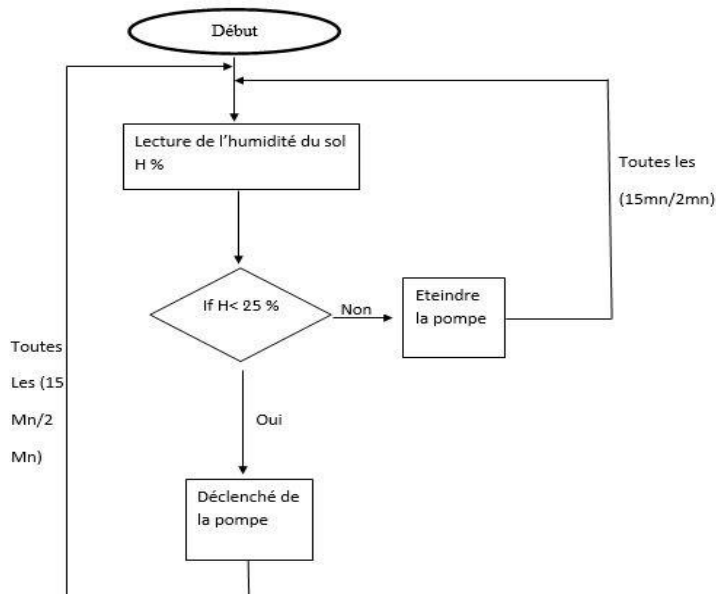 Début
Lecture de l'humidité du sol
H %
Toutes les
(15mn/2mn)
If H< 25 %
Non
Eteindre
la pompe
Toutes
Les (15
Mn/2
Mn)
Oui
Déclenché de
la pompe